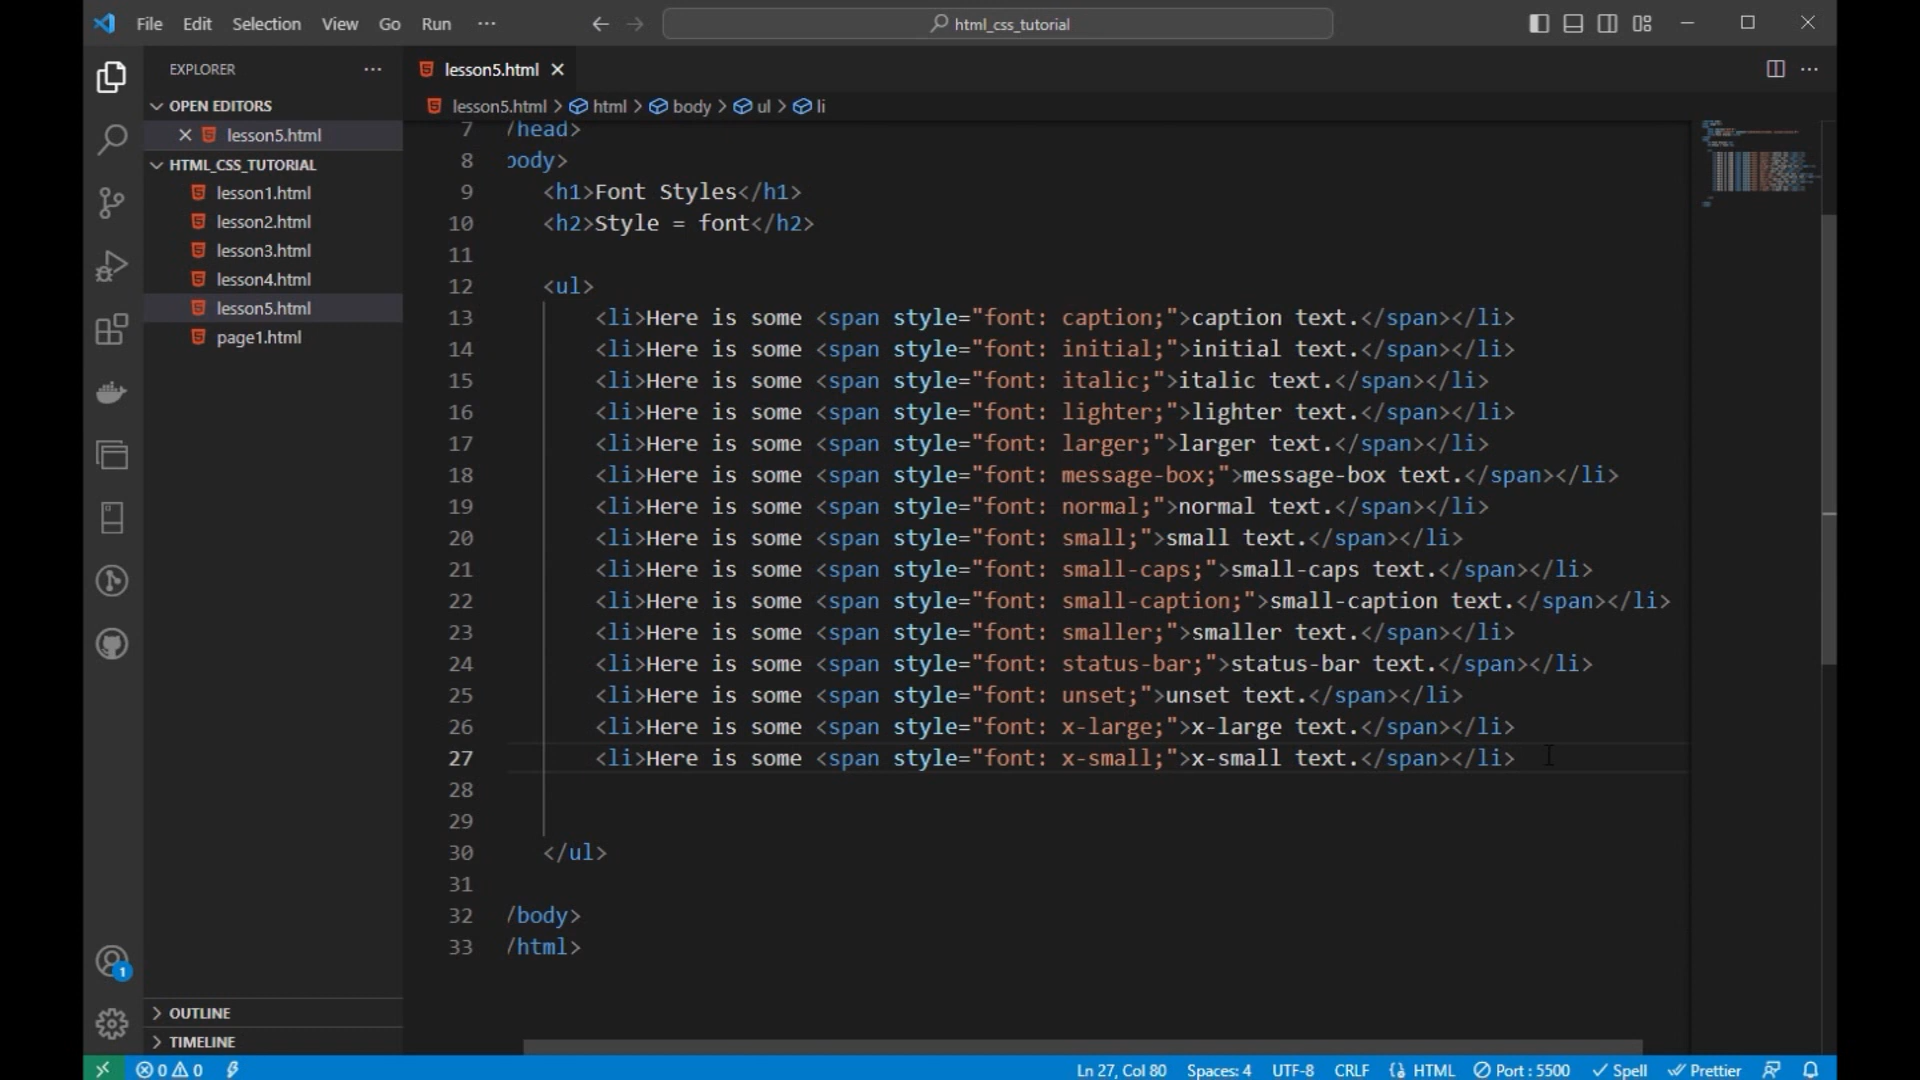 File Edit Selection View Go Run ··· html_css_tutorial
EXPLORER ···
OPEN EDITORS
lesson5.html
HTML_CSS_TUTORIAL
lesson1.html
lesson2.html
lesson3.html
lesson4.html
lesson5.html
page1.html
OUTLINE
TIMELINE
1
lesson5.html
lesson5.html > html > body > ul > li
7 /head>
8 body>
9 <h1>Font Styles</h1>
10 <h2>Style = font</h2>
11
12 <ul>
13 <li>Here is some <span style="font: caption;">caption text.</span></li>
14 <li>Here is some <span style="font: initial;">initial text.</span></li>
15 <li>Here is some <span style="font: italic;">italic text.</span></li>
16 <li>Here is some <span style="font: lighter;">lighter text.</span></li>
17 <li>Here is some <span style="font: larger;">larger text.</span></li>
18 <li>Here is some <span style="font: message-box;">message-box text.</span></li>
19 <li>Here is some <span style="font: normal;">normal text.</span></li>
20 <li>Here is some <span style="font: small;">small text.</span></li>
21 <li>Here is some <span style="font: small-caps;">small-caps text.</span></li>
22 <li>Here is some <span style="font: small-caption;">small-caption text.</span></li>
23 <li>Here is some <span style="font: smaller;">smaller text.</span></li>
24 <li>Here is some <span style="font: status-bar;">status-bar text.</span></li>
25 <li>Here is some <span style="font: unset;">unset text.</span></li>
26 <li>Here is some <span style="font: x-large;">x-large text.</span></li>
27 <li>Here is some <span style="font: x-small;">x-small text.</span></li>
28
29
30 </ul>
31
32 /body>
33 /html>
0 0 Ln 27, Col 80 Spaces: 4 UTF-8 CRLF HTML Port : 5500 Spell Prettier